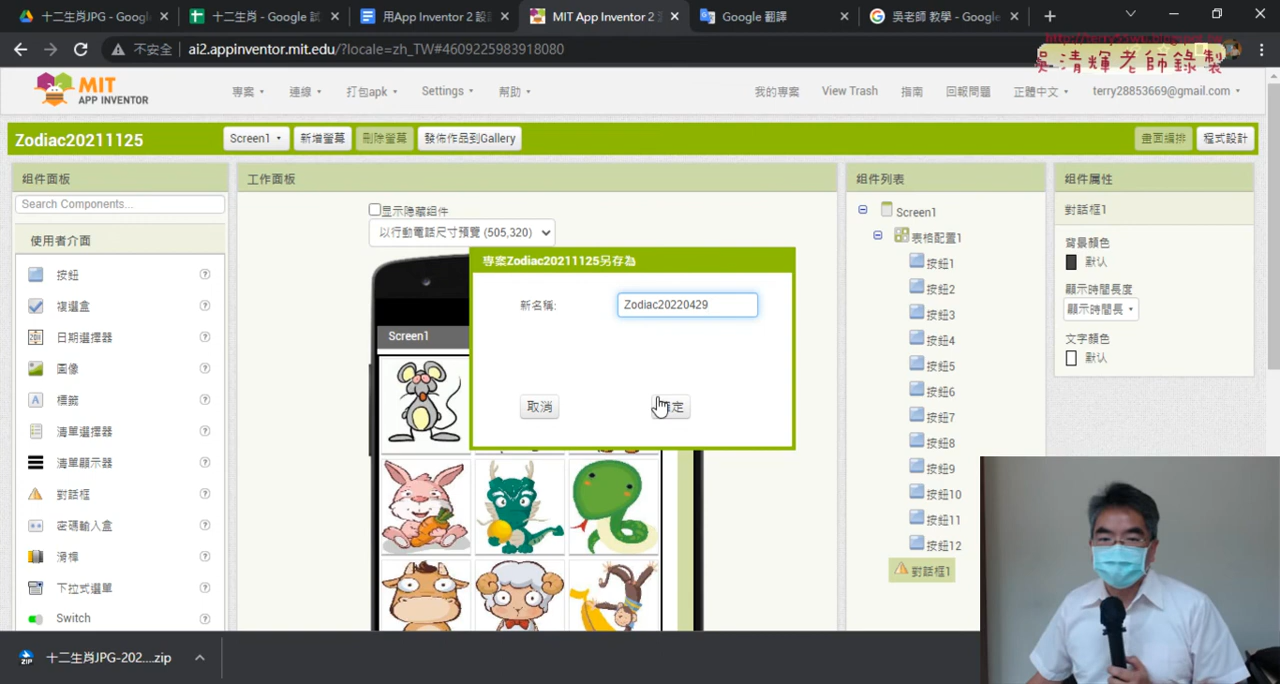 十二生肖JPG - Googl
十二生肖 - Google 試
用App Inventor 2 設
MIT App Inventor 2
Google 翻譯
吳老師 教學 - Google
不安全
ai2.appinventor.mit.edu/?locale=zh_TW#4609225983918080
吳清輝老師錄製
MIT
APP INVENTOR
專案
連線
打包apk
Settings
幫助
我的專案
View Trash
指南
回報問題
正體中文
terry28853669@gmail.com
Zodiac20211125
Screen1
新增螢幕
刪除螢幕
發佈作品到Gallery
畫面編排
程式設計
組件面板
工作面板
組件列表
組件屬性
Search Components...
使用者介面
按鈕
複選盒
日期選擇器
圖像
標籤
清單選擇器
清單顯示器
對話框
密碼輸入盒
滑桿
下拉式選單
Switch
显示隐藏組件
以行動電話尺寸預覽 (505,320)
Screen1
專案Zodiac20211125另存為
新名稱:
Zodiac20220429
取消
定
Screen1
表格配置1
按鈕1
按鈕2
按鈕3
按鈕4
按鈕5
按鈕6
按鈕7
按鈕8
按鈕9
按鈕10
按鈕11
按鈕12
對話框1
對話框1
背景顏色
默认
顯示時間長度
顯示時間長
文字顏色
默认
ZIP
十二生肖JPG-202....zip